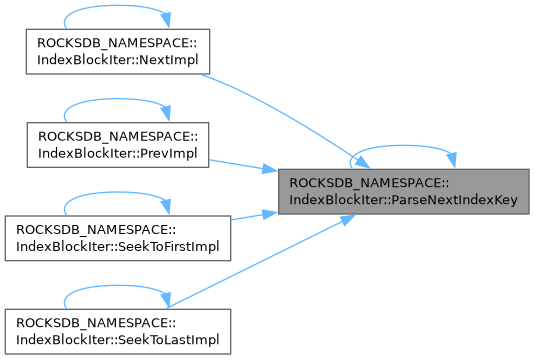 ROCKSDB_NAMESPACE::
IndexBlockIter::NextImpl
ROCKSDB_NAMESPACE::
IndexBlockIter::PrevImpl
ROCKSDB_NAMESPACE::
IndexBlockIter::ParseNextIndexKey
ROCKSDB_NAMESPACE::
IndexBlockIter::SeekToFirstImpl
ROCKSDB_NAMESPACE::
IndexBlockIter::SeekToLastImpl